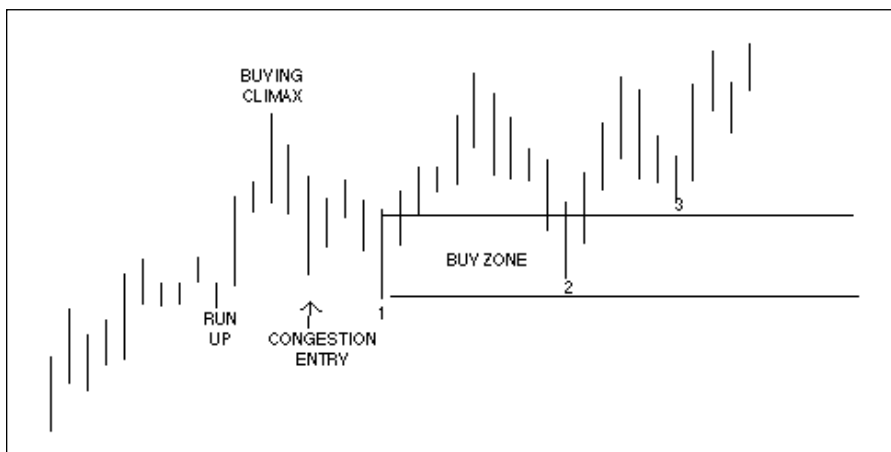 BUYING
CLIMAX
3
BUY ZONE
2
1
RUN
UP
CONGESTION
ENTRY